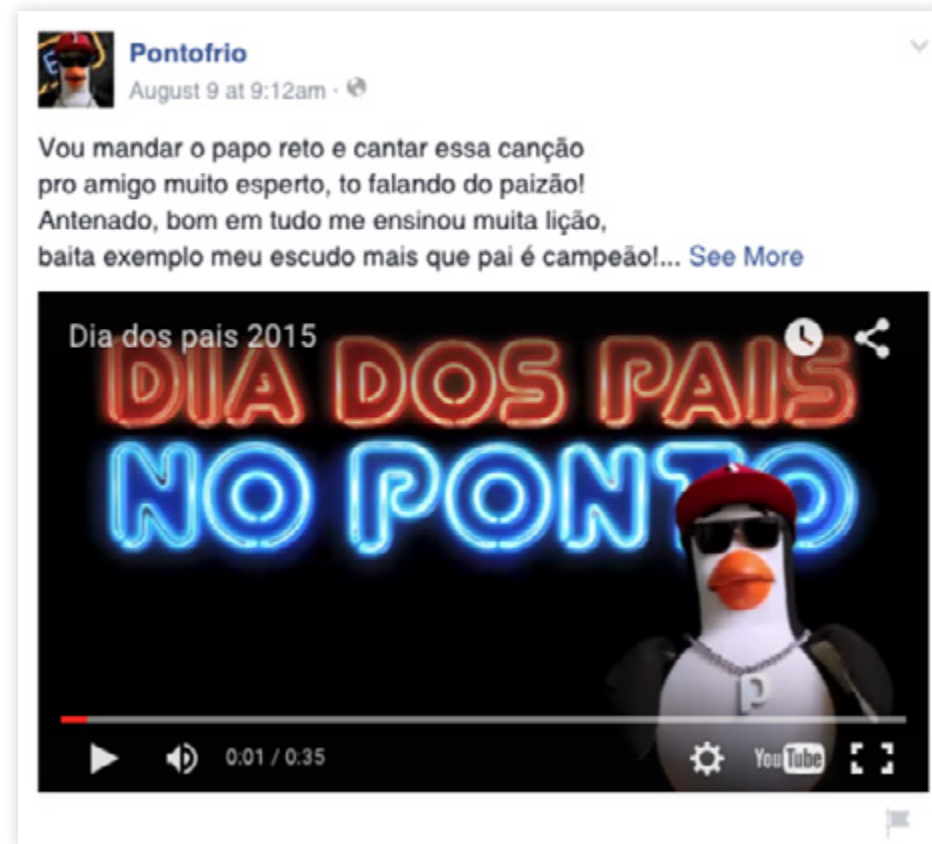 Pontofrio
August 9 at 9:12am ·
Vou mandar o papo reto e cantar essa canção
pro amigo muito esperto, to falando do paizão!
Antenado, bom em tudo me ensinou muita lição,
baita exemplo meu escudo mais que pai é campeão!... See More
Dia dos pais 2015
DIA DOS PAIS
NO PONTO
P
0:01 / 0:35
YouTube